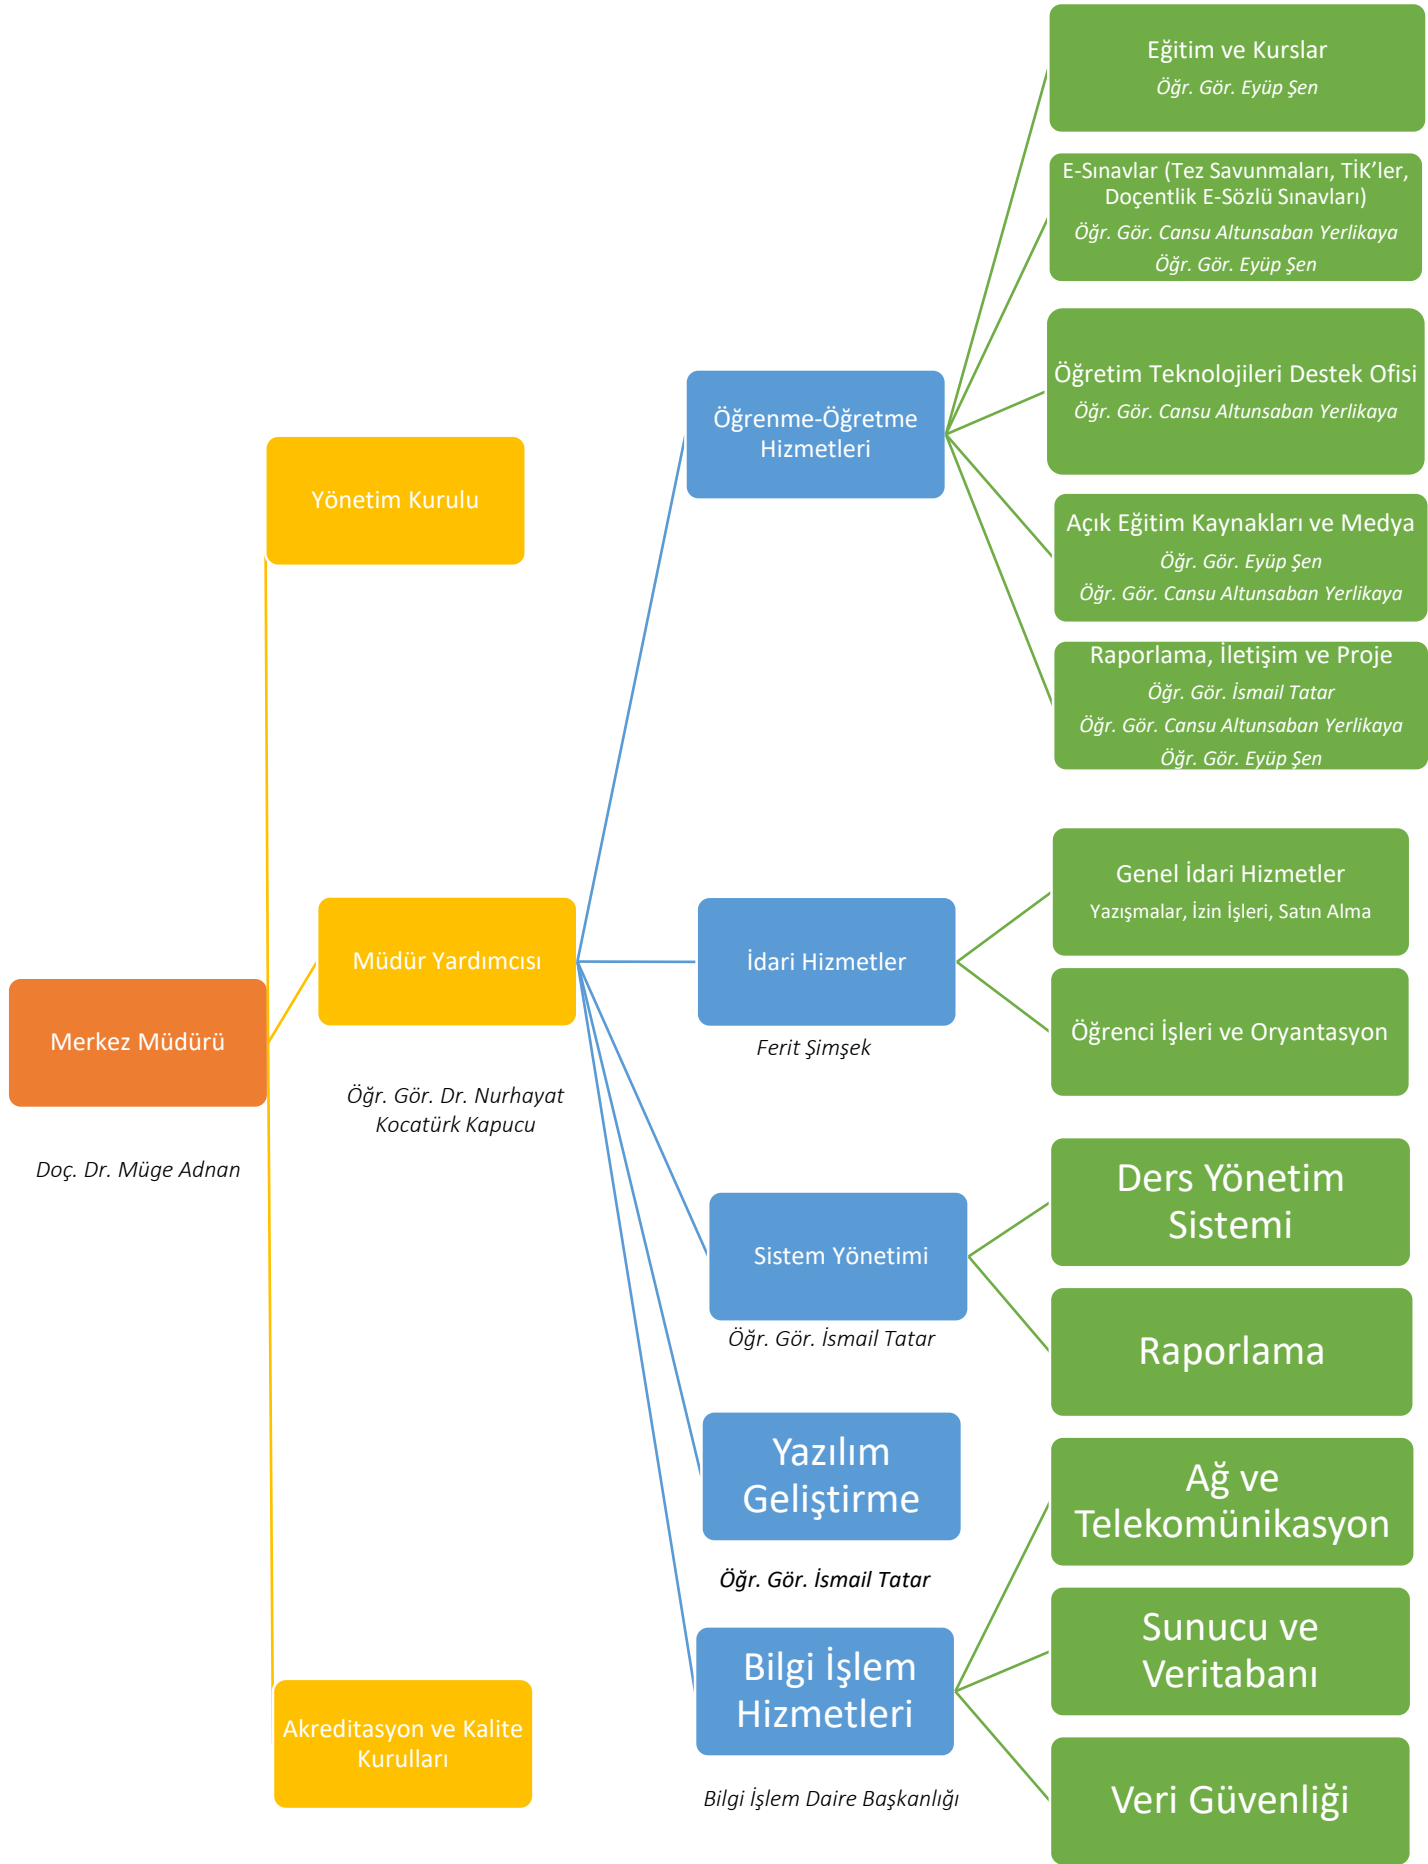 Merkez Müdürü
Doç. Dr. Müge Adnan
Yönetim Kurulu
Müdür Yardımcısı
Öğr. Gör. Dr. Nurhayat
Kocatürk Kapucu
Akreditasyon ve Kalite
Kurulları
Öğrenme-Öğretme
Hizmetleri
Eğitim ve Kurslar
Öğr. Gör. Eyüp Şen
E-Sınavlar (Tez Savunmaları, TİK’ler,
Doçentlik E-Sözlü Sınavları)
Öğr. Gör. Cansu Altunsaban Yerlikaya
Öğr. Gör. Eyüp Şen
Öğretim Teknolojileri Destek Ofisi
Öğr. Gör. Cansu Altunsaban Yerlikaya
Açık Eğitim Kaynakları ve Medya
Öğr. Gör. Eyüp Şen
Öğr. Gör. Cansu Altunsaban Yerlikaya
Raporlama, İletişim ve Proje
Öğr. Gör. İsmail Tatar
Öğr. Gör. Cansu Altunsaban Yerlikaya
Öğr. Gör. Eyüp Şen
İdari Hizmetler
Ferit Şimşek
Genel İdari Hizmetler
Yazışmalar, İzin İşleri, Satın Alma
Öğrenci İşleri ve Oryantasyon
Sistem Yönetimi
Öğr. Gör. İsmail Tatar
Ders Yönetim
Sistemi
Raporlama
Yazılım
Geliştirme
Öğr. Gör. İsmail Tatar
Bilgi İşlem
Hizmetleri
Bilgi İşlem Daire Başkanlığı
Ağ ve
Telekomünikasyon
Sunucu ve
Veritabanı
Veri Güvenliği